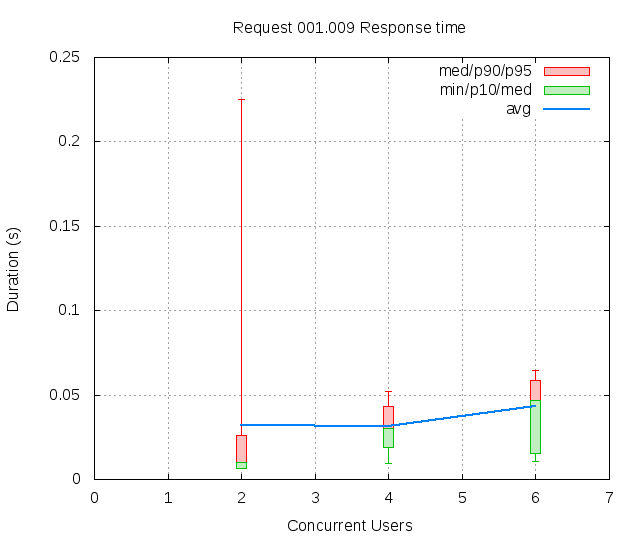 Request 001.009 Response time
med/p90/p95
min/p10/med
avg
0.25
0.2
0.15
0.1
0.05
0
Duration (s)
0 1 2 3 4 5 6 7
Concurrent Users